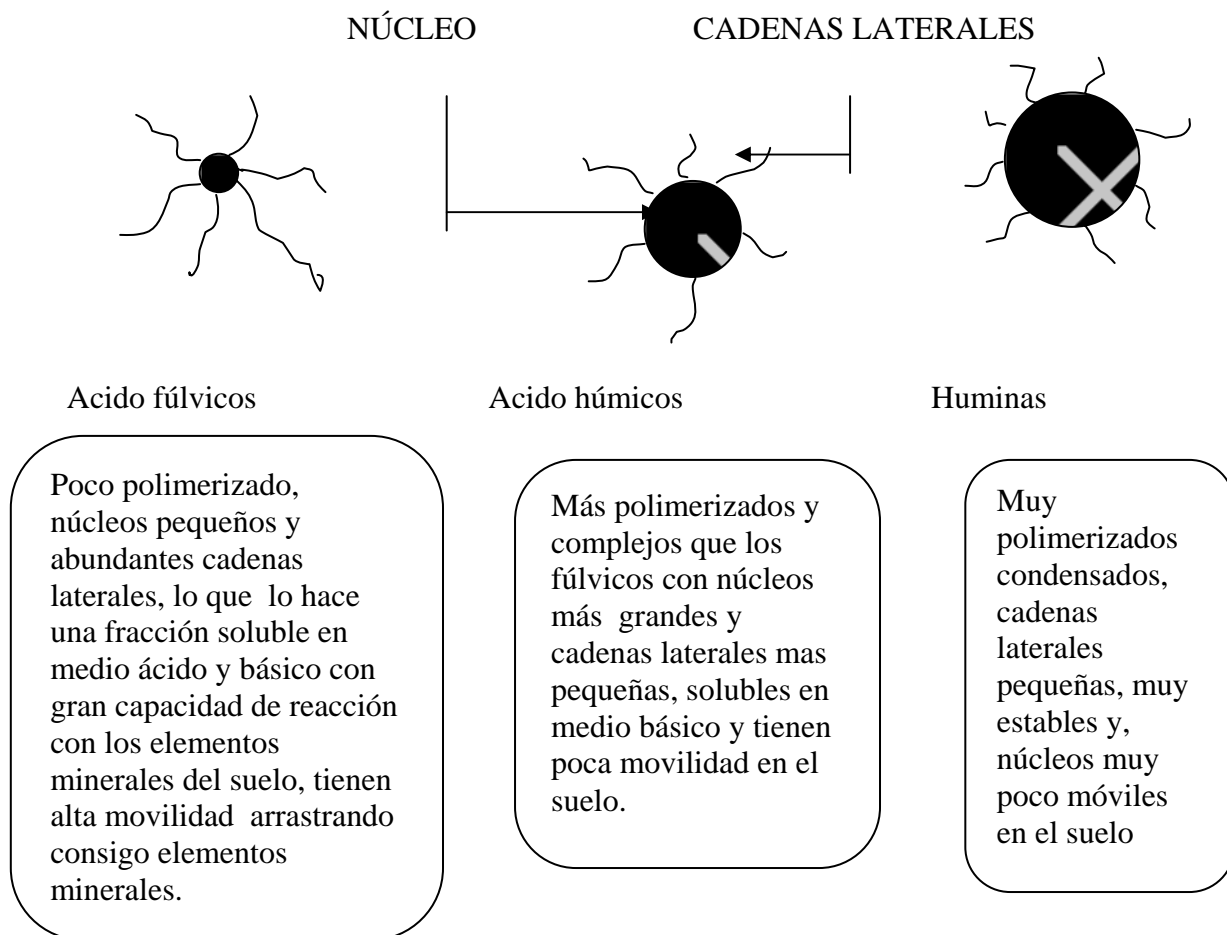 NÚCLEO
CADENAS LATERALES
Acido fúlvicos
Acido húmicos
Huminas
Poco polimerizado,
núcleos pequeños y
abundantes cadenas
laterales, lo que lo hace
una fracción soluble en
medio ácido y básico con
gran capacidad de reacción
con los elementos
minerales del suelo, tienen
alta movilidad arrastrando
consigo elementos
minerales.
Más polimerizados y
complejos que los
fúlvicos con núcleos
más grandes y
cadenas laterales mas
pequeñas, solubles en
medio básico y tienen
poca movilidad en el
suelo.
Muy
polimerizados
condensados,
cadenas
laterales
pequeñas, muy
estables y,
núcleos muy
poco móviles
en el suelo